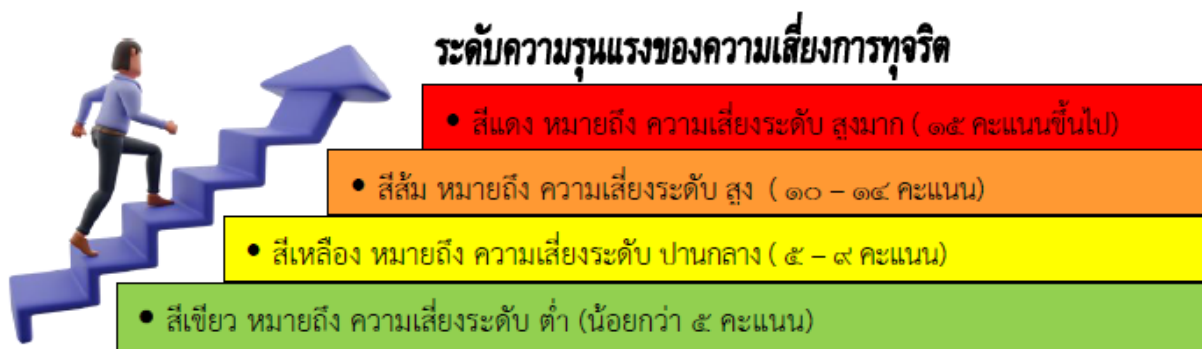 ระดับความรุนแรงของความเสี่ยงการทุจริต
• สีแดง หมายถึง ความเสี่ยงระดับ สูงมาก ( ๑๕ คะแนนขึ้นไป)
• สีส้ม หมายถึง ความเสี่ยงระดับ สูง ( ๑๐ – ๑๔ คะแนน)
• สีเหลือง หมายถึง ความเสี่ยงระดับ ปานกลาง ( ๕ – ๙ คะแนน)
• สีเขียว หมายถึง ความเสี่ยงระดับ ต่ำ (น้อยกว่า ๕ คะแนน)